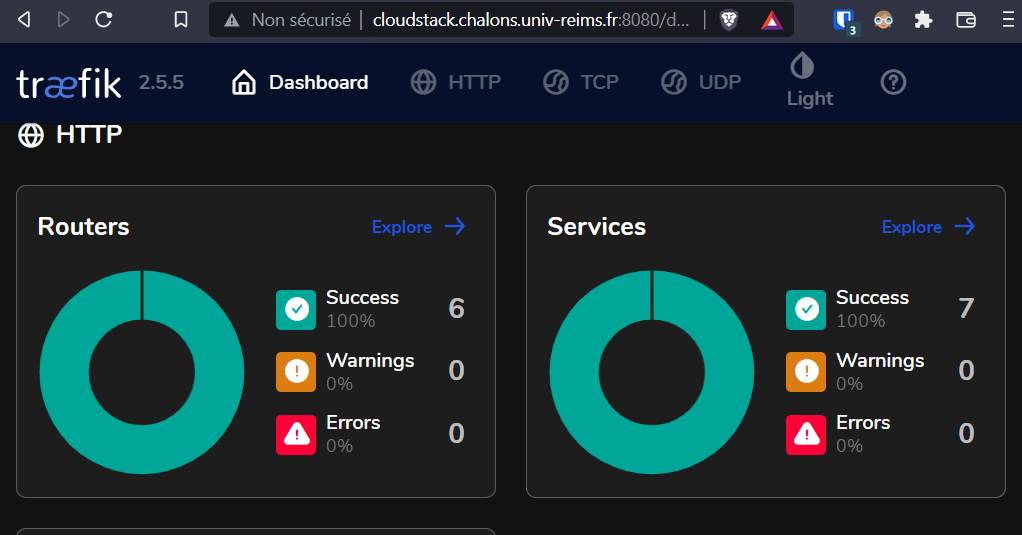 Non sécurisé | cloudstack.chalons.univ-reims.fr:8080/d...
3
træfik 2.5.5 Dashboard HTTP TCP UDP Light
HTTP
Routers Explore
Success 6
100%
Warnings 0
0%
Errors 0
0%
Services Explore
Success 7
100%
Warnings 0
0%
Errors 0
0%